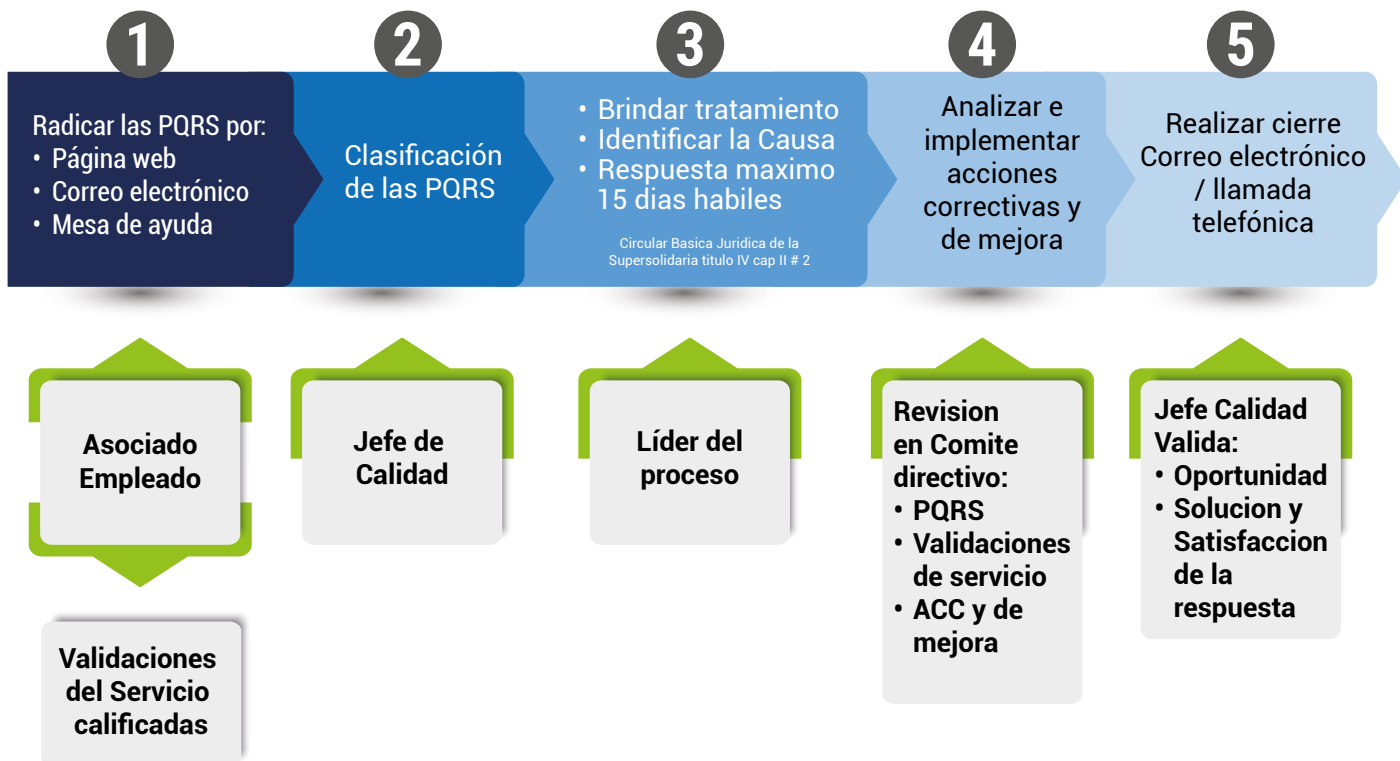 1
2
3
4
5
Radicar las PQRS por:
• Página web
• Correo electrónico
• Mesa de ayuda
Clasificación
de las PQRS
• Brindar tratamiento
• Identificar la Causa
• Respuesta maximo
15 dias habiles
Circular Basica Juridica de la
Supersolidaria titulo IV cap II # 2
Analizar e
implementar
acciones
correctivas y
de mejora
Realizar cierre
Correo electrónico
/ llamada
telefónica
Asociado
Empleado
Jefe de
Calidad
Líder del
proceso
Revision
en Comite
directivo:
• PQRS
• Validaciones
de servicio
• ACC y de
mejora
Jefe Calidad
Valida:
• Oportunidad
• Solucion y
Satisfaccion
de la
respuesta
Validaciones
del Servicio
calificadas